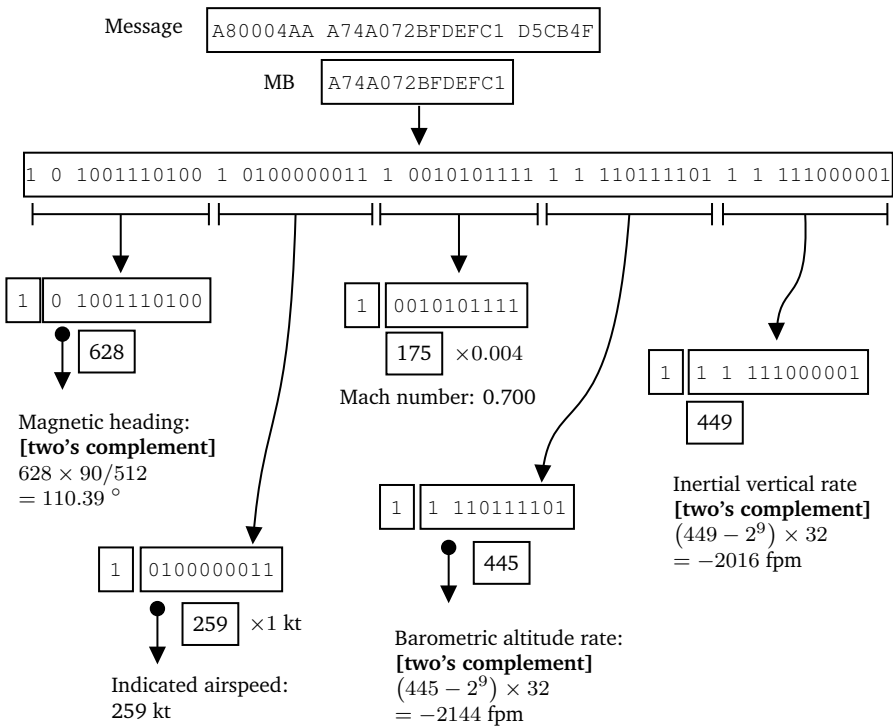 Message
A80004AA A74A072BFDEFC1 D5CB4F
MB
A74A072BFDEFC1
1 0 1001110100 1 0100000011 1 0010101111 1 1 110111101 1 1 111000001
1
0 1001110100
628
Magnetic heading:
[two's complement]
628 × 90/512
= 110.39 °
1
0100000011
259
×1 kt
Indicated airspeed:
259 kt
1
0010101111
175
×0.004
Mach number: 0.700
1
1 110111101
445
Barometric altitude rate:
[two's complement]
(445 − 2⁹) × 32
= −2144 fpm
1
1 1 111000001
449
Inertial vertical rate
[two's complement]
(449 − 2⁹) × 32
= −2016 fpm